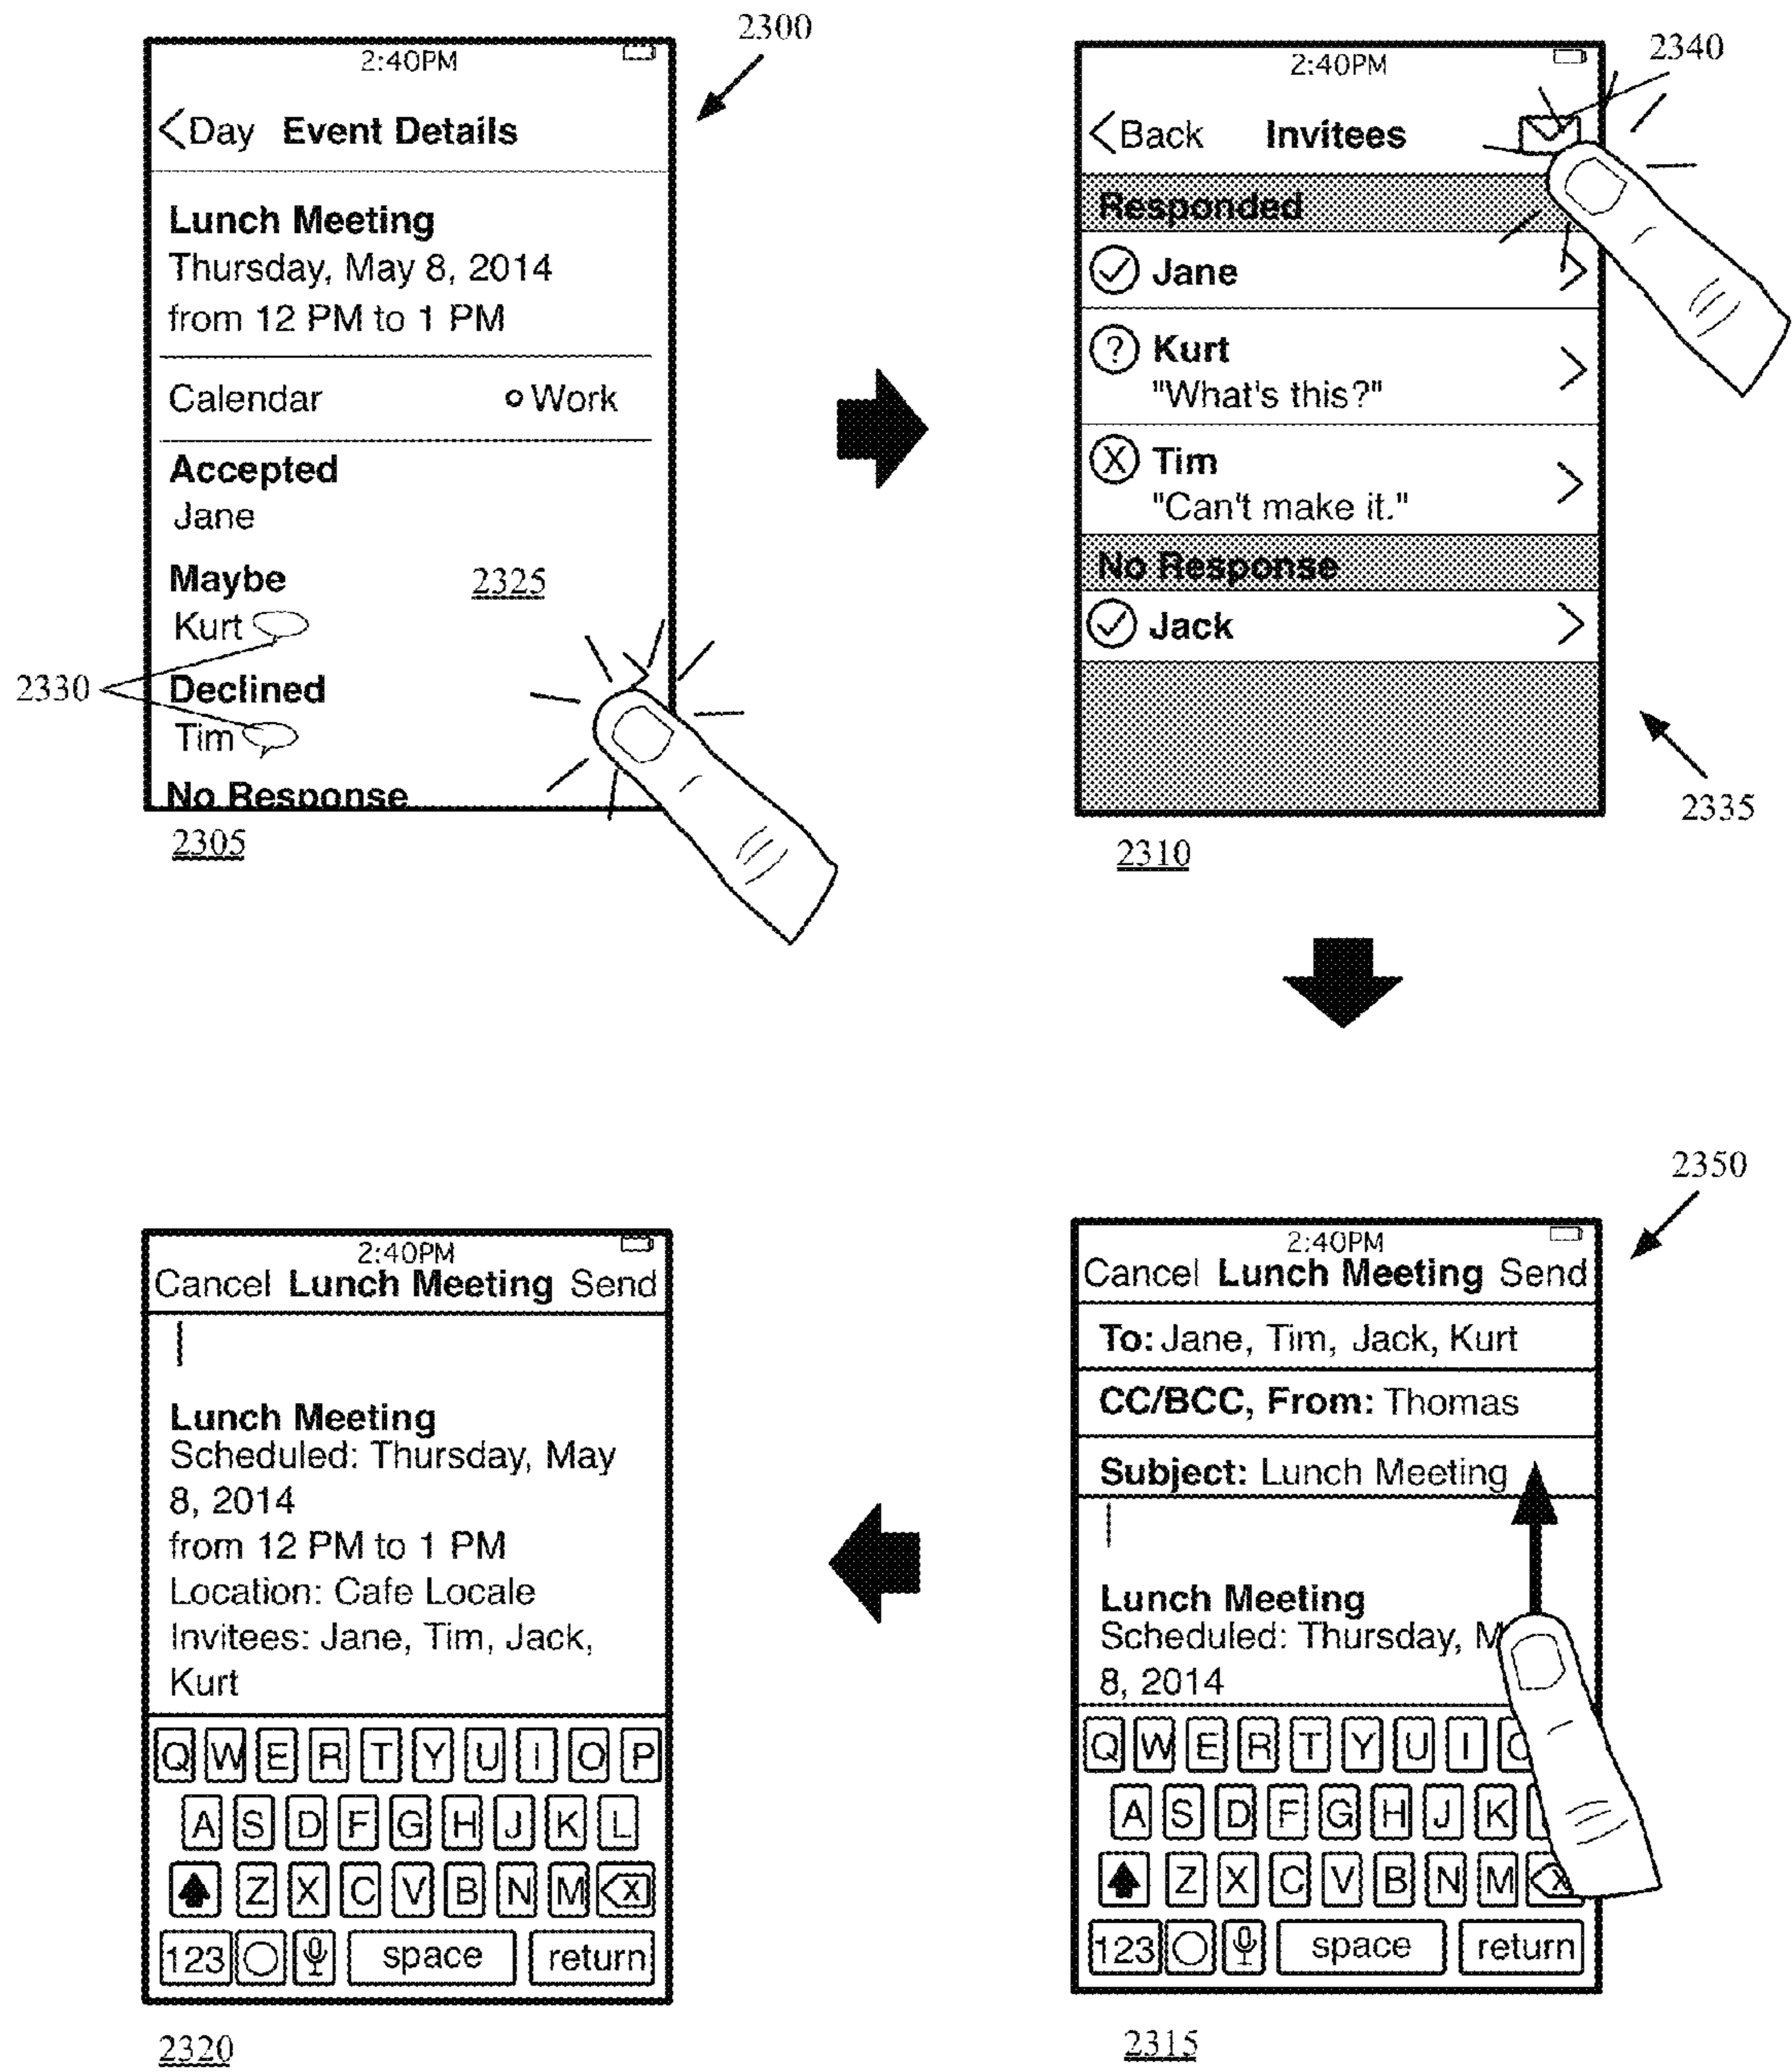 2300
2:40PM
<Day Event Details
Lunch Meeting
Thursday, May 8, 2014
from 12 PM to 1 PM
Calendar Work
Accepted
Jane
Maybe 2325
Kurt
2330
Declined
Tim
No Response
2305
2340
2:40PM
<Back Invitees
Responded
Jane
? Kurt
"What's this?"
X Tim
"Can't make it."
No Response
Jack
2335
2310
2350
2:40PM
Cancel Lunch Meeting Send
To: Jane, Tim, Jack, Kurt
CC/BCC, From: Thomas
Subject: Lunch Meeting
Lunch Meeting
Scheduled: Thursday, M
8, 2014
Q W E R T Y U I O
A S D F G H J K L
Z X C V B N M X
123 space return
2315
2:40PM
Cancel Lunch Meeting Send
Lunch Meeting
Scheduled: Thursday, May
8, 2014
from 12 PM to 1 PM
Location: Cafe Locale
Invitees: Jane, Tim, Jack,
Kurt
Q W E R T Y U I O P
A S D F G H J K L
Z X C V B N M X
123 space return
2320